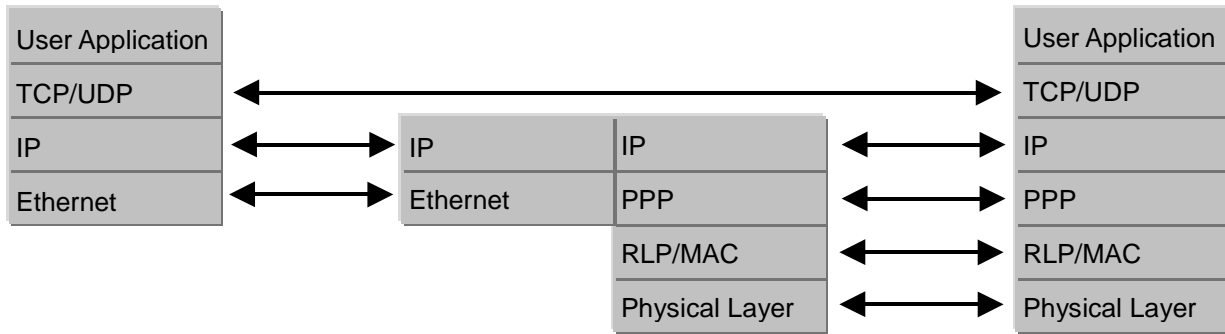 User Application
TCP/UDP
IP
Ethernet
IP
Ethernet
IP
PPP
RLP/MAC
Physical Layer
User Application
TCP/UDP
IP
PPP
RLP/MAC
Physical Layer